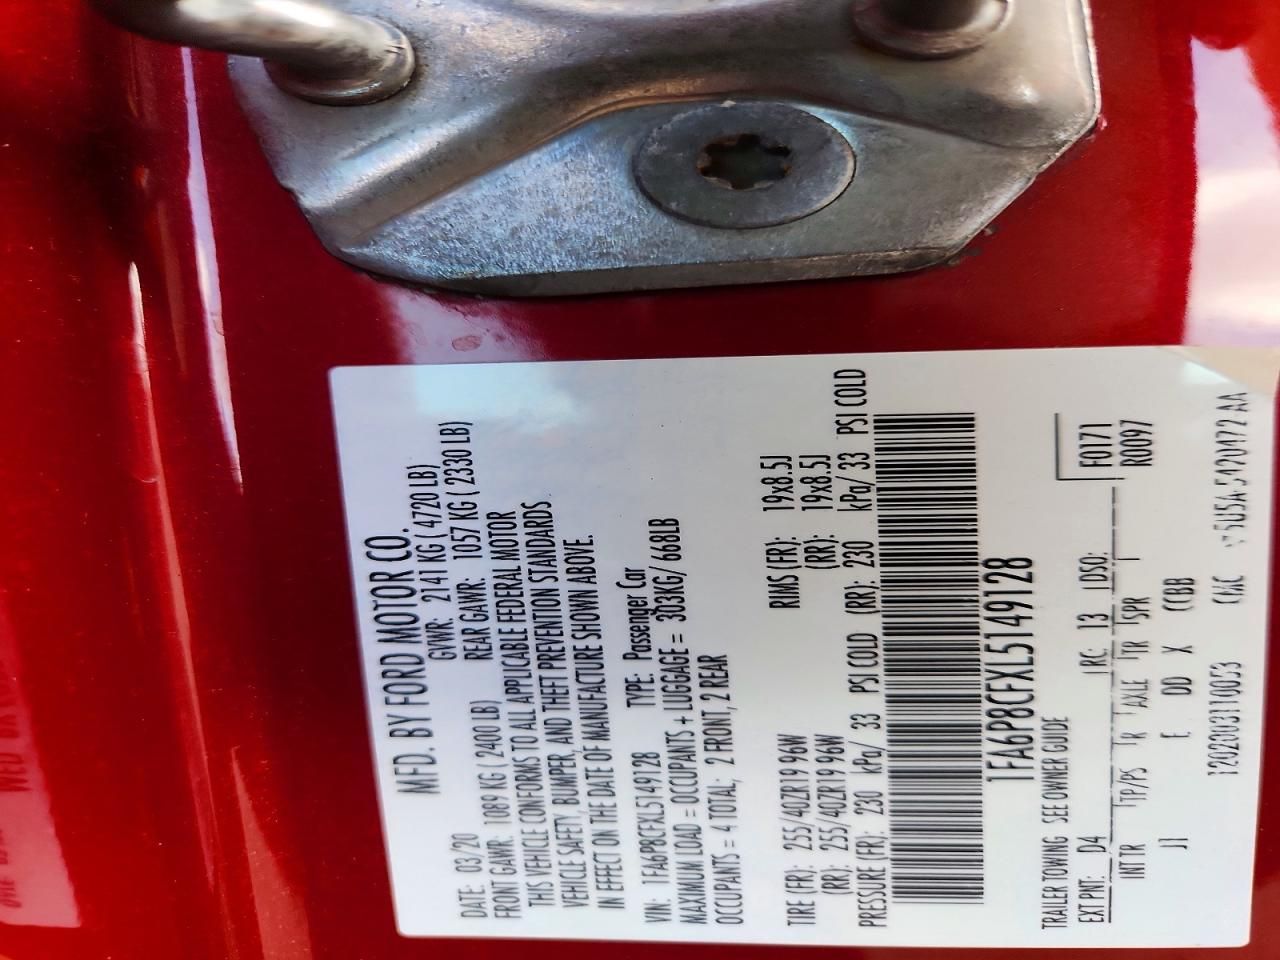 MFD. BY FORD MOTOR CO.
DATE: 03/20 GVWR: 2141 KG ( 4720 LB)
FRONT GAWR: 1089 KG ( 2400 LB) REAR GAWR: 1057 KG ( 2330 LB)
THIS VEHICLE CONFORMS TO ALL APPLICABLE FEDERAL MOTOR
VEHICLE SAFETY, BUMPER, AND THEFT PREVENTION STANDARDS
IN EFFECT ON THE DATE OF MANUFACTURE SHOWN ABOVE.
VIN: 1FA6P8CFXL5149128 TYPE: Passenger Car
MAXIMUM LOAD = OCCUPANTS + LUGGAGE = 303KG/ 668LB
OCCUPANTS = 4 TOTAL; 2 FRONT, 2 REAR
TIRE (FR): 255/40ZR19 96W RIMS (FR): 19x8.5J
(RR): 255/40ZR19 96W (RR): 19x8.5J
PRESSURE (FR): 230 kPa/ 33 PSI COLD (RR): 230 kPa/ 33 PSI COLD
1FA6P8CFXL5149128
TRAILER TOWING SEE OWNER GUIDE F0171
EXT PNT: D4 RC: 13 DSO: R0097
INT TR TP/PS R AXLE TR SPR
J1 E DD X CCBB
12020031110053